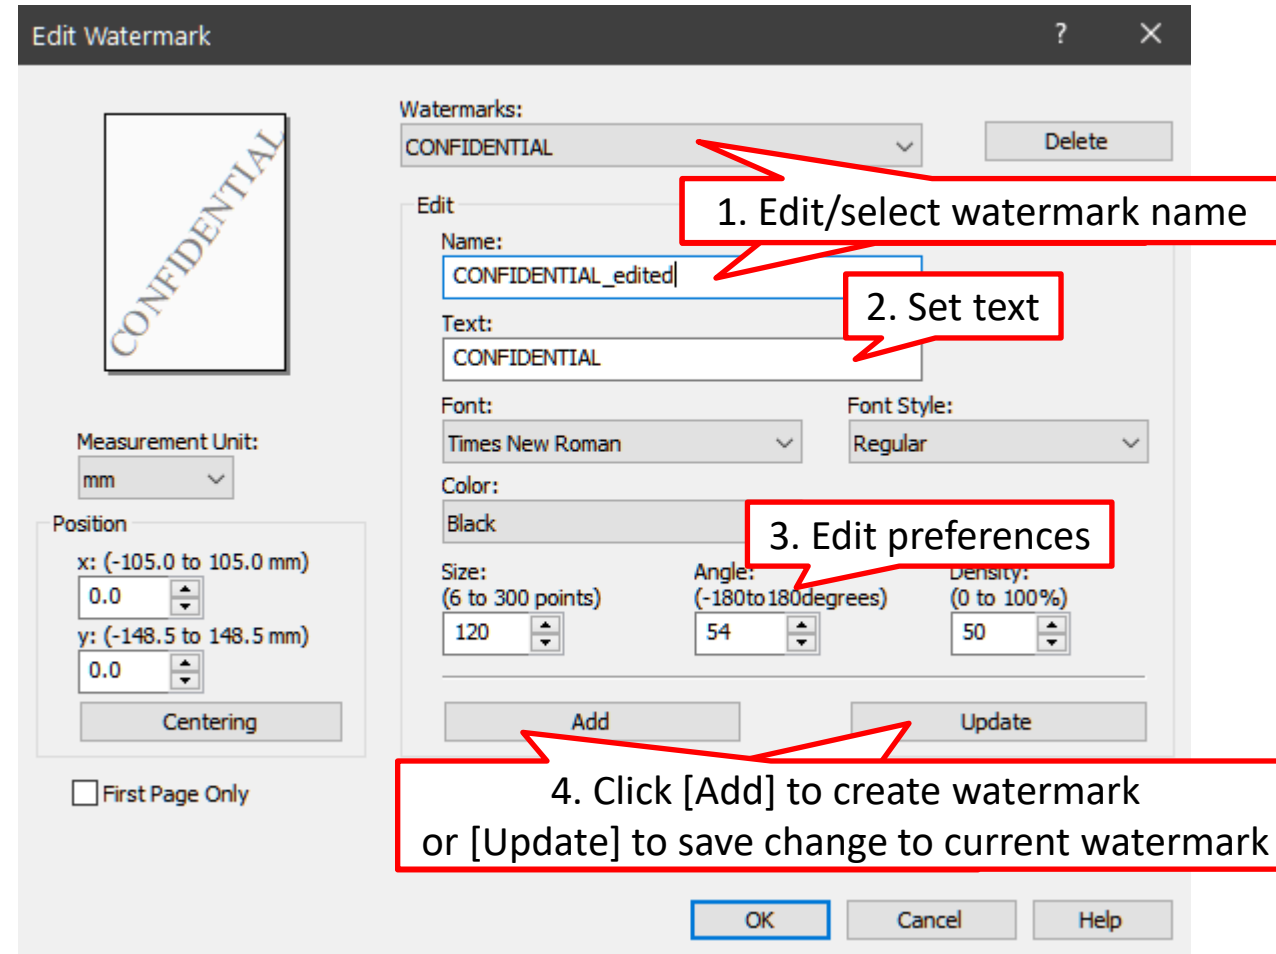 Edit Watermark
?
CONFIDENTIAL
Watermarks:
CONFIDENTIAL
Delete
1. Edit/select watermark name
Edit
Name:
CONFIDENTIAL_edited
2. Set text
Text:
CONFIDENTIAL
Font:
Font Style:
Times New Roman
Regular
Color:
Black
3. Edit preferences
Size:
(6 to 300 points)
120
Angle:
(-180to180degrees)
54
Density:
(0 to 100%)
50
Measurement Unit:
mm
Position
x: (-105.0 to 105.0 mm)
0.0
y: (-148.5 to 148.5 mm)
0.0
Centering
First Page Only
Add
Update
4. Click [Add] to create watermark
or [Update] to save change to current watermark
OK
Cancel
Help